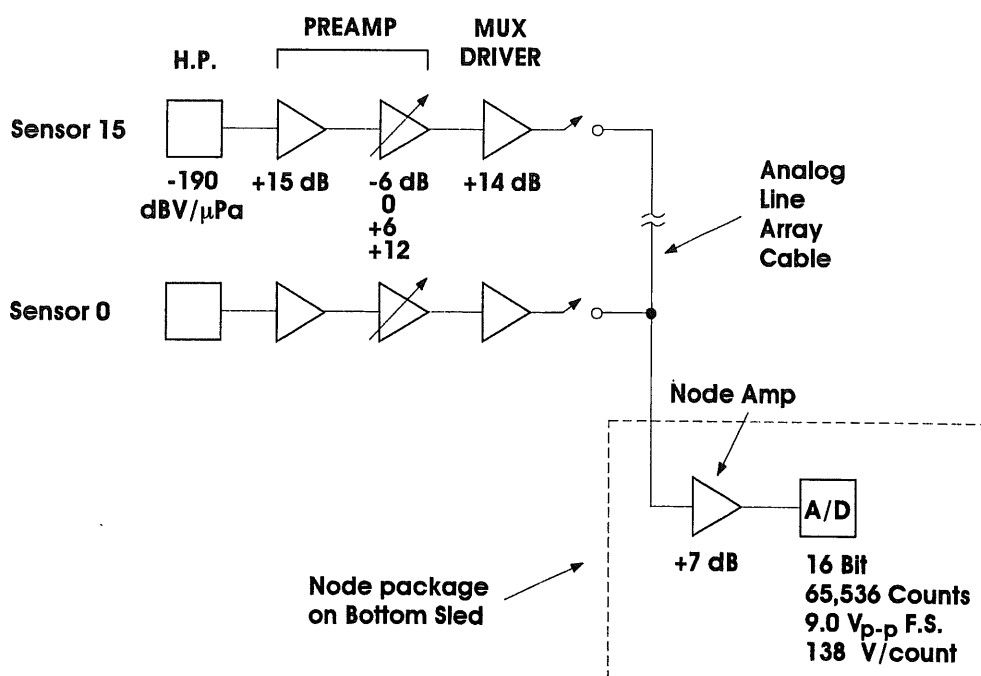 PREAMP
MUX
DRIVER
H.P.
Sensor 15
-190
dBV/μPa
+15 dB
-6 dB
0
+6
+12
+14 dB
Analog
Line
Array
Cable
Sensor 0
Node Amp
A/D
+7 dB
16 Bit
65,536 Counts
9.0 Vp-p F.S.
138 V/count
Node package
on Bottom Sled